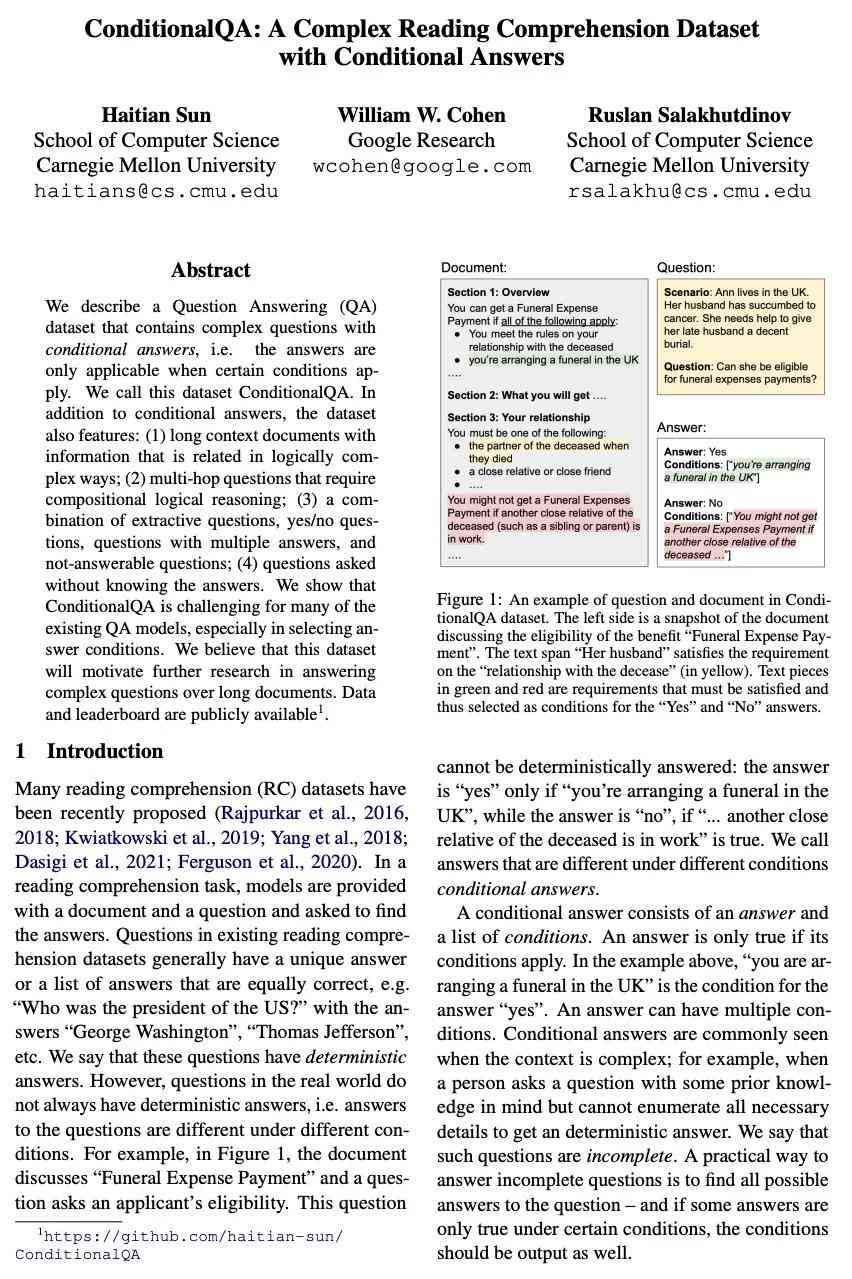 ConditionalQA: A Complex Reading Comprehension Dataset
with Conditional Answers
Haitian Sun
School of Computer Science
Carnegie Mellon University
haitians@cs.cmu.edu
William W. Cohen
Google Research
wcohen@google.com
Ruslan Salakhutdinov
School of Computer Science
Carnegie Mellon University
rsalakhu@cs.cmu.edu
Abstract
We describe a Question Answering (QA)
dataset that contains complex questions with
conditional answers, i.e. the answers are
only applicable when certain conditions ap-
ply. We call this dataset ConditionalQA. In
addition to conditional answers, the dataset
also features: (1) long context documents with
information that is related in logically com-
plex ways; (2) multi-hop questions that require
compositional logical reasoning; (3) a com-
bination of extractive questions, yes/no ques-
tions, questions with multiple answers, and
not-answerable questions; (4) questions asked
without knowing the answers. We show that
ConditionalQA is challenging for many of the
existing QA models, especially in selecting an-
swer conditions. We believe that this dataset
will motivate further research in answering
complex questions over long documents. Data
and leaderboard are publicly available1.
1 Introduction
Many reading comprehension (RC) datasets have
been recently proposed (Rajpurkar et al., 2016,
2018; Kwiatkowski et al., 2019; Yang et al., 2018;
Dasigi et al., 2021; Ferguson et al., 2020). In a
reading comprehension task, models are provided
with a document and a question and asked to find
the answers. Questions in existing reading compre-
hension datasets generally have a unique answer
or a list of answers that are equally correct, e.g.
“Who was the president of the US?” with the an-
swers “George Washington”, “Thomas Jefferson”,
etc. We say that these questions have deterministic
answers. However, questions in the real world do
not always have deterministic answers, i.e. answers
to the questions are different under different con-
ditions. For example, in Figure 1, the document
discusses “Funeral Expense Payment” and a ques-
tion asks an applicant’s eligibility. This question
1https://github.com/haitian-sun/
ConditionalQA
Document:
Section 1: Overview
You can get a Funeral Expense
Payment if all of the following apply:
• You meet the rules on your
relationship with the deceased
• you’re arranging a funeral in the UK
....
Section 2: What you will get ....
Section 3: Your relationship
You must be one of the following:
• the partner of the deceased when
they died
• a close relative or close friend
• ....
You might not get a Funeral Expenses
Payment if another close relative of the
deceased (such as a sibling or parent) is
in work.
....
Question:
Scenario: Ann lives in the UK.
Her husband has succumbed to
cancer. She needs help to give
her late husband a decent
burial.
Question: Can she be eligible
for funeral expenses payments?
Answer:
Answer: Yes
Conditions: [“you’re arranging
a funeral in the UK”]
Answer: No
Conditions: [“You might not get
a Funeral Expenses Payment if
another close relative of the
deceased ...”]
Figure 1: An example of question and document in Condi-
tionalQA dataset. The left side is a snapshot of the document
discussing the eligibility of the benefit “Funeral Expense Pay-
ment”. The text span “Her husband” satisfies the requirement
on the “relationship with the decease” (in yellow). Text pieces
in green and red are requirements that must be satisfied and
thus selected as conditions for the “Yes” and “No” answers.
cannot be deterministically answered: the answer
is “yes” only if “you’re arranging a funeral in the
UK”, while the answer is “no”, if “... another close
relative of the deceased is in work” is true. We call
answers that are different under different conditions
conditional answers.
A conditional answer consists of an answer and
a list of conditions. An answer is only true if its
conditions apply. In the example above, “you are ar-
ranging a funeral in the UK” is the condition for the
answer “yes”. An answer can have multiple con-
ditions. Conditional answers are commonly seen
when the context is complex; for example, when
a person asks a question with some prior knowl-
edge in mind but cannot enumerate all necessary
details to get an deterministic answer. We say that
such questions are incomplete. A practical way to
answer incomplete questions is to find all possible
answers to the question – and if some answers are
only true under certain conditions, the conditions
should be output as well.